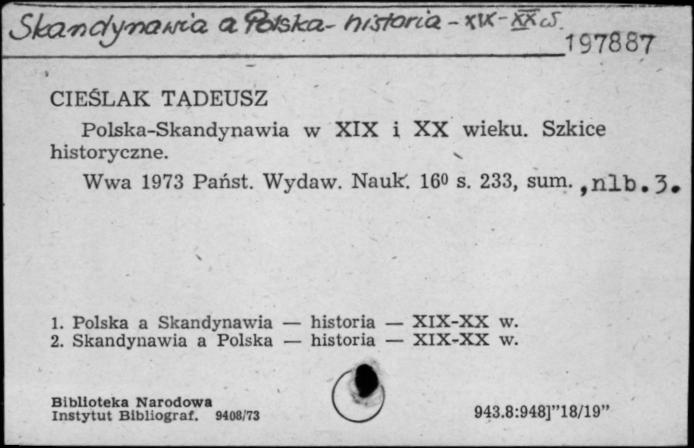 Skandynawia a Polska - historia - XIX-XX w.
197887
CIEŚLAK TADEUSZ
Polska-Skandynawia w XIX i XX wieku. Szkice
historyczne.
Wwa 1973 Państ. Wydaw. Nauk. 16⁰ s. 233, sum. ,nlb.3.
1. Polska a Skandynawia — historia — XIX-XX w.
2. Skandynawia a Polska — historia — XIX-XX w.
Biblioteka Narodowa
Instytut Bibliograf. 9408/73
943.8:948]"18/19"